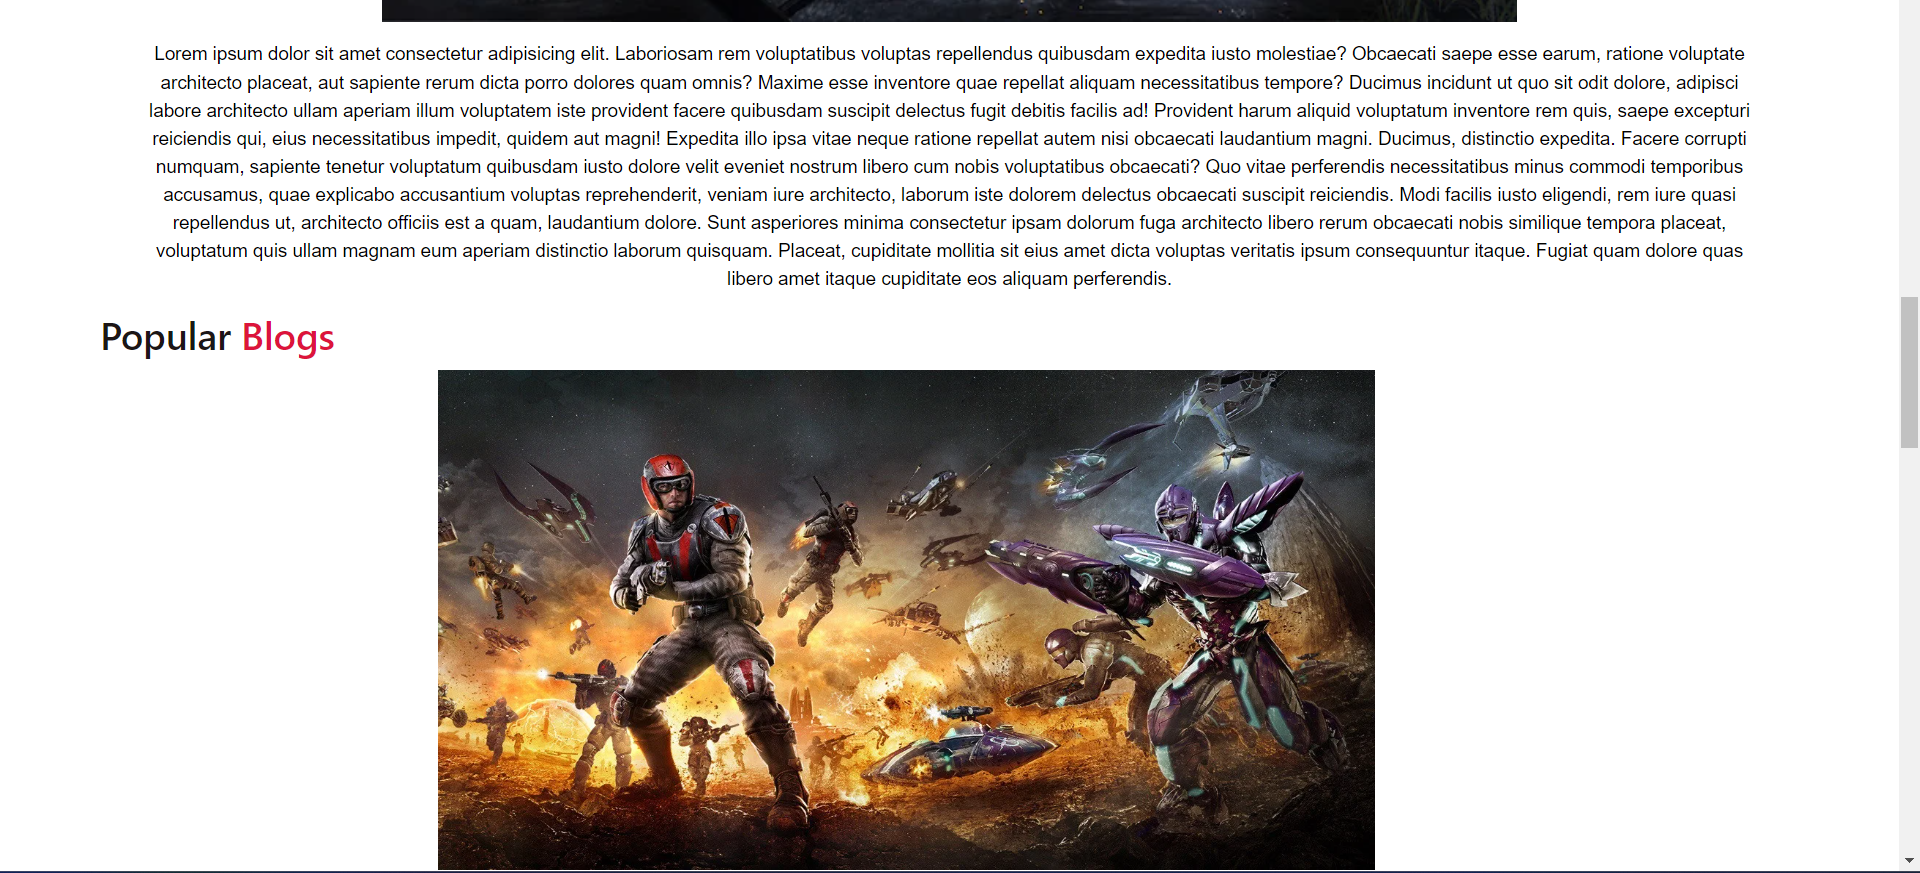 Lorem ipsum dolor sit amet consectetur adipisicing elit. Laboriosam rem voluptatibus voluptas repellendus quibusdam expedita iusto molestiae? Obcaecati saepe esse earum, ratione voluptate
architecto placeat, aut sapiente rerum dicta porro dolores quam omnis? Maxime esse inventore quae repellat aliquam necessitatibus tempore? Ducimus incidunt ut quo sit odit dolore, adipisci
labore architecto ullam aperiam illum voluptatem iste provident facere quibusdam suscipit delectus fugit debitis facilis ad! Provident harum aliquid voluptatum inventore rem quis, saepe excepturi
reiciendis qui, eius necessitatibus impedit, quidem aut magni! Expedita illo ipsa vitae neque ratione repellat autem nisi obcaecati laudantium magni. Ducimus, distinctio expedita. Facere corrupti
numquam, sapiente tenetur voluptatum quibusdam iusto dolore velit eveniet nostrum libero cum nobis voluptatibus obcaecati? Quo vitae perferendis necessitatibus minus commodi temporibus
accusamus, quae explicabo accusantium voluptas reprehenderit, veniam iure architecto, laborum iste dolorem delectus obcaecati suscipit reiciendis. Modi facilis iusto eligendi, rem iure quasi
repellendus ut, architecto officiis est a quam, laudantium dolore. Sunt asperiores minima consectetur ipsam dolorum fuga architecto libero rerum obcaecati nobis similique tempora placeat,
voluptatum quis ullam magnam eum aperiam distinctio laborum quisquam. Placeat, cupiditate mollitia sit eius amet dicta voluptas veritatis ipsum consequuntur itaque. Fugiat quam dolore quas
libero amet itaque cupiditate eos aliquam perferendis.
Popular Blogs